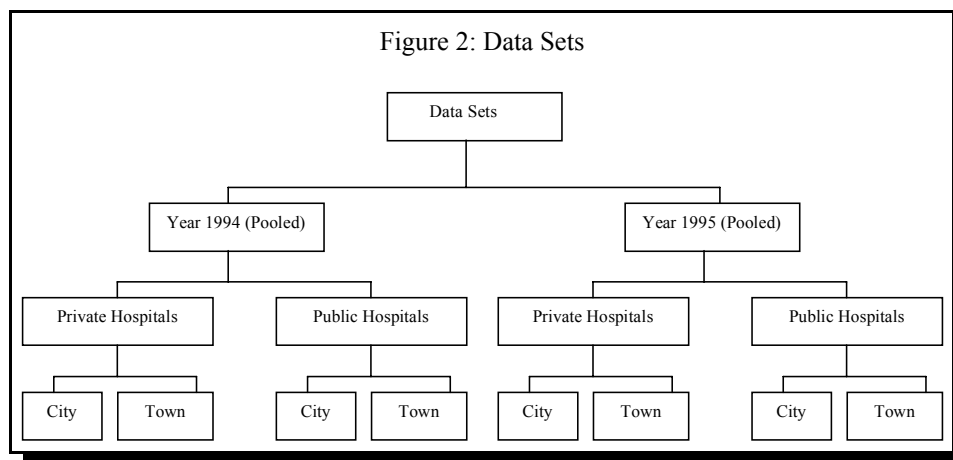 Figure 2: Data Sets
Data Sets
Year 1994 (Pooled)
Year 1995 (Pooled)
Private Hospitals
Public Hospitals
Private Hospitals
Public Hospitals
City
Town
City
Town
City
Town
City
Town